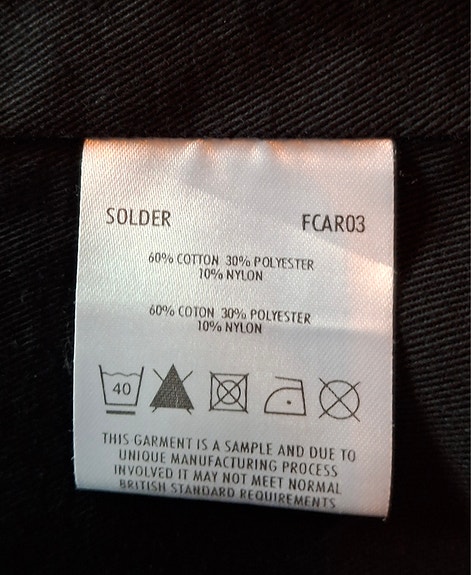 SOLDER FCAR03
60% COTTON 30% POLYESTER
10% NYLON
60% COTON 30% POLYESTER
10% NYLON
40
THIS GARMENT IS A SAMPLE AND DUE TO
UNIQUE MANUFACTURING PROCESS
INVOLVED IT MAY NOT MEET NORMAL
BRITISH STANDARD REQUIREMENTS